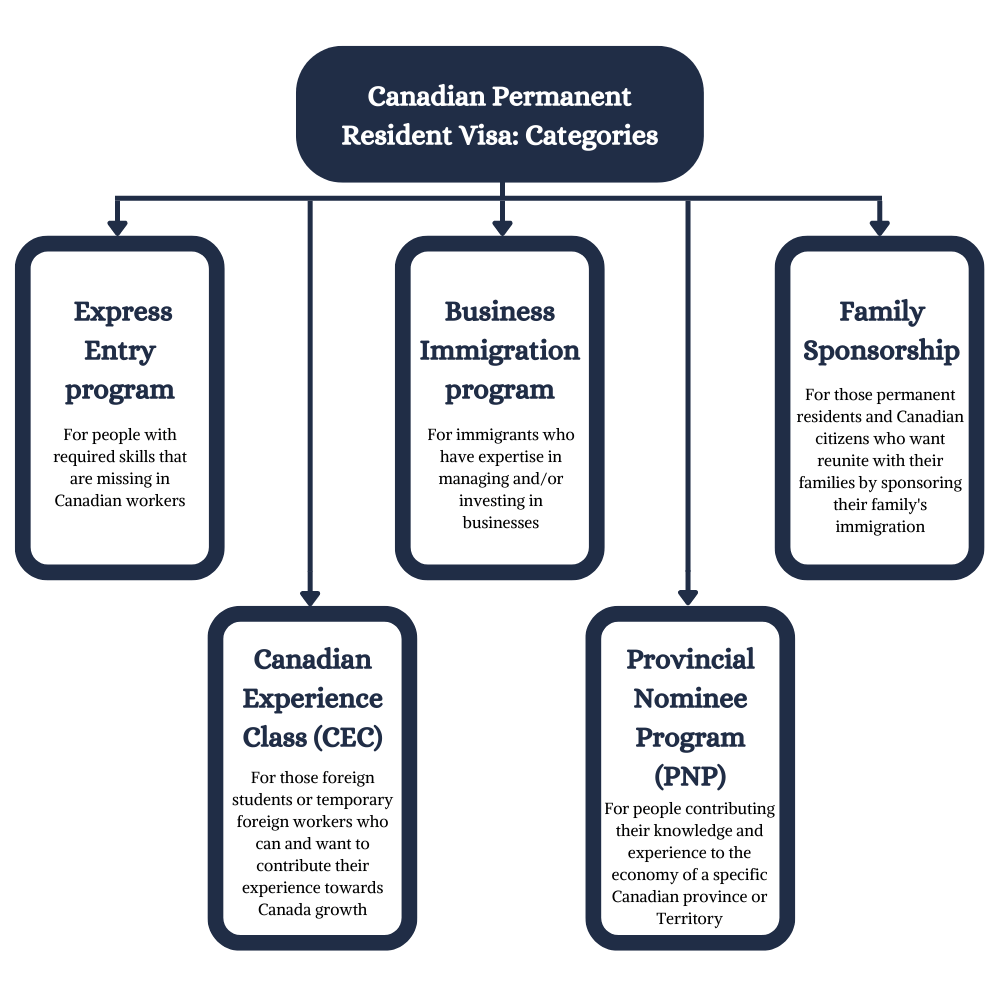 Canadian Permanent
Resident Visa: Categories
Express
Entry
program
For people with
required skills that
are missing in
Canadian workers
Business
Immigration
program
For immigrants who
have expertise in
managing and/or
investing in
businesses
Family
Sponsorship
For those permanent
residents and Canadian
citizens who want
reunite with their
families by sponsoring
their family's
immigration
Canadian
Experience
Class (CEC)
For those foreign
students or temporary
foreign workers who
can and want to
contribute their
experience towards
Canada growth
Provincial
Nominee
Program
(PNP)
For people contributing
their knowledge and
experience to the
economy of a specific
Canadian province or
Territory